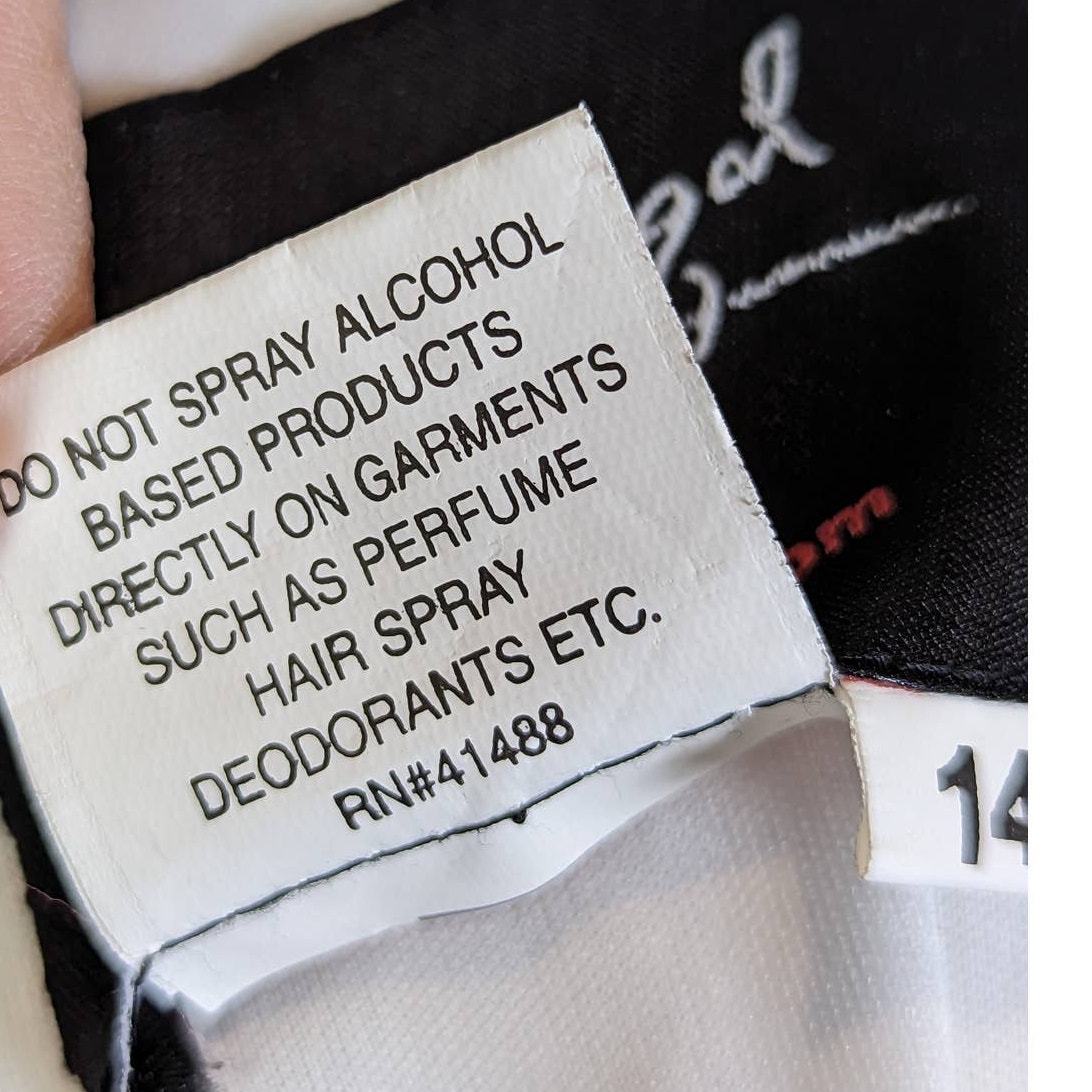 DO NOT SPRAY ALCOHOL
BASED PRODUCTS
DIRECTLY ON GARMENTS
SUCH AS PERFUME
HAIR SPRAY
DEODORANTS ETC.
RN#41488
14